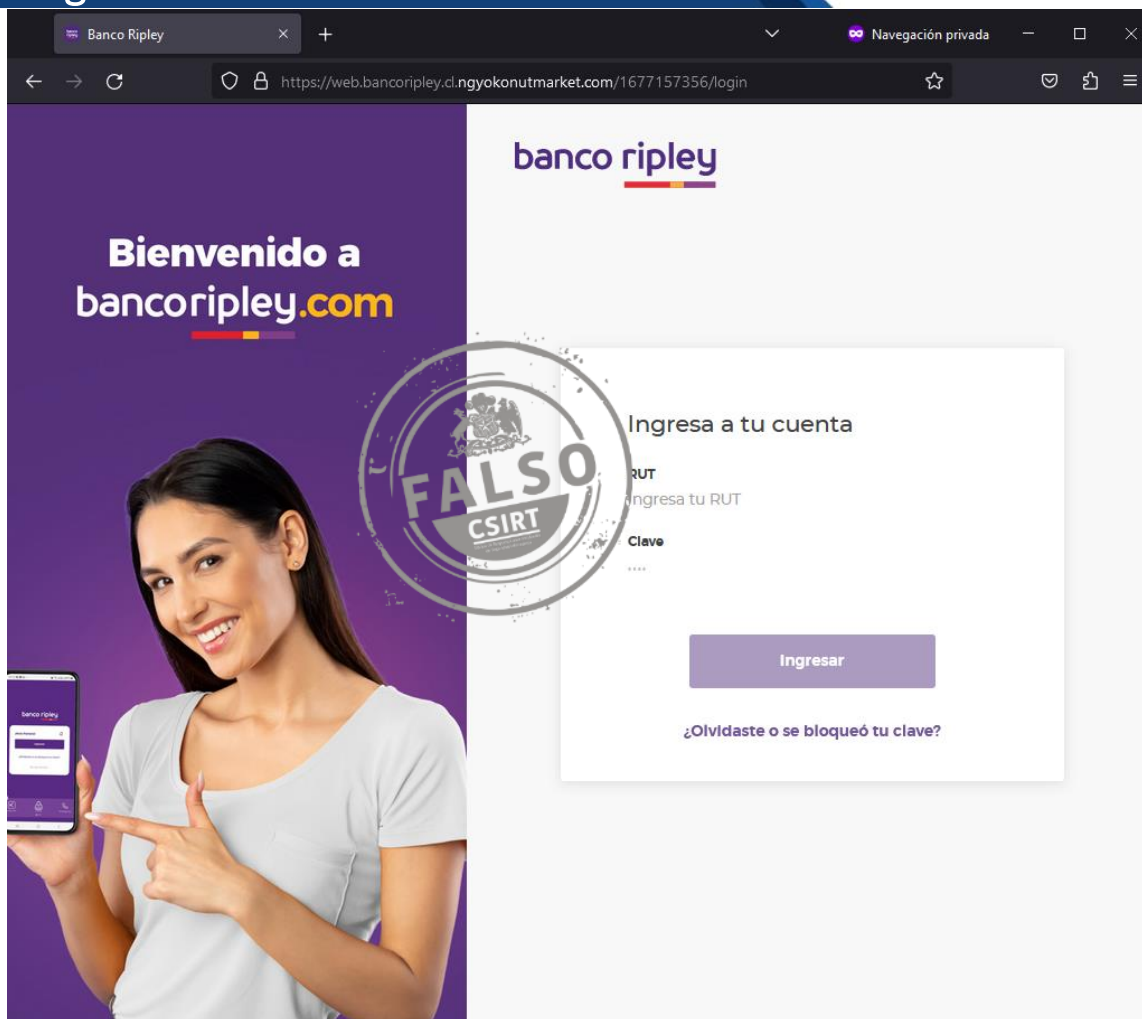 Banco Ripley
Navegación privada
https://web.bancoripley.cl.ngyokonutmarket.com/1677157356/login
banco ripley
Bienvenido a
bancoripley.com
FALSO
CSIRT
Ingresa a tu cuenta
RUT
Ingresa tu RUT
Clave
....
Ingresar
¿Olvidaste o se bloqueó tu clave?
banco ripley